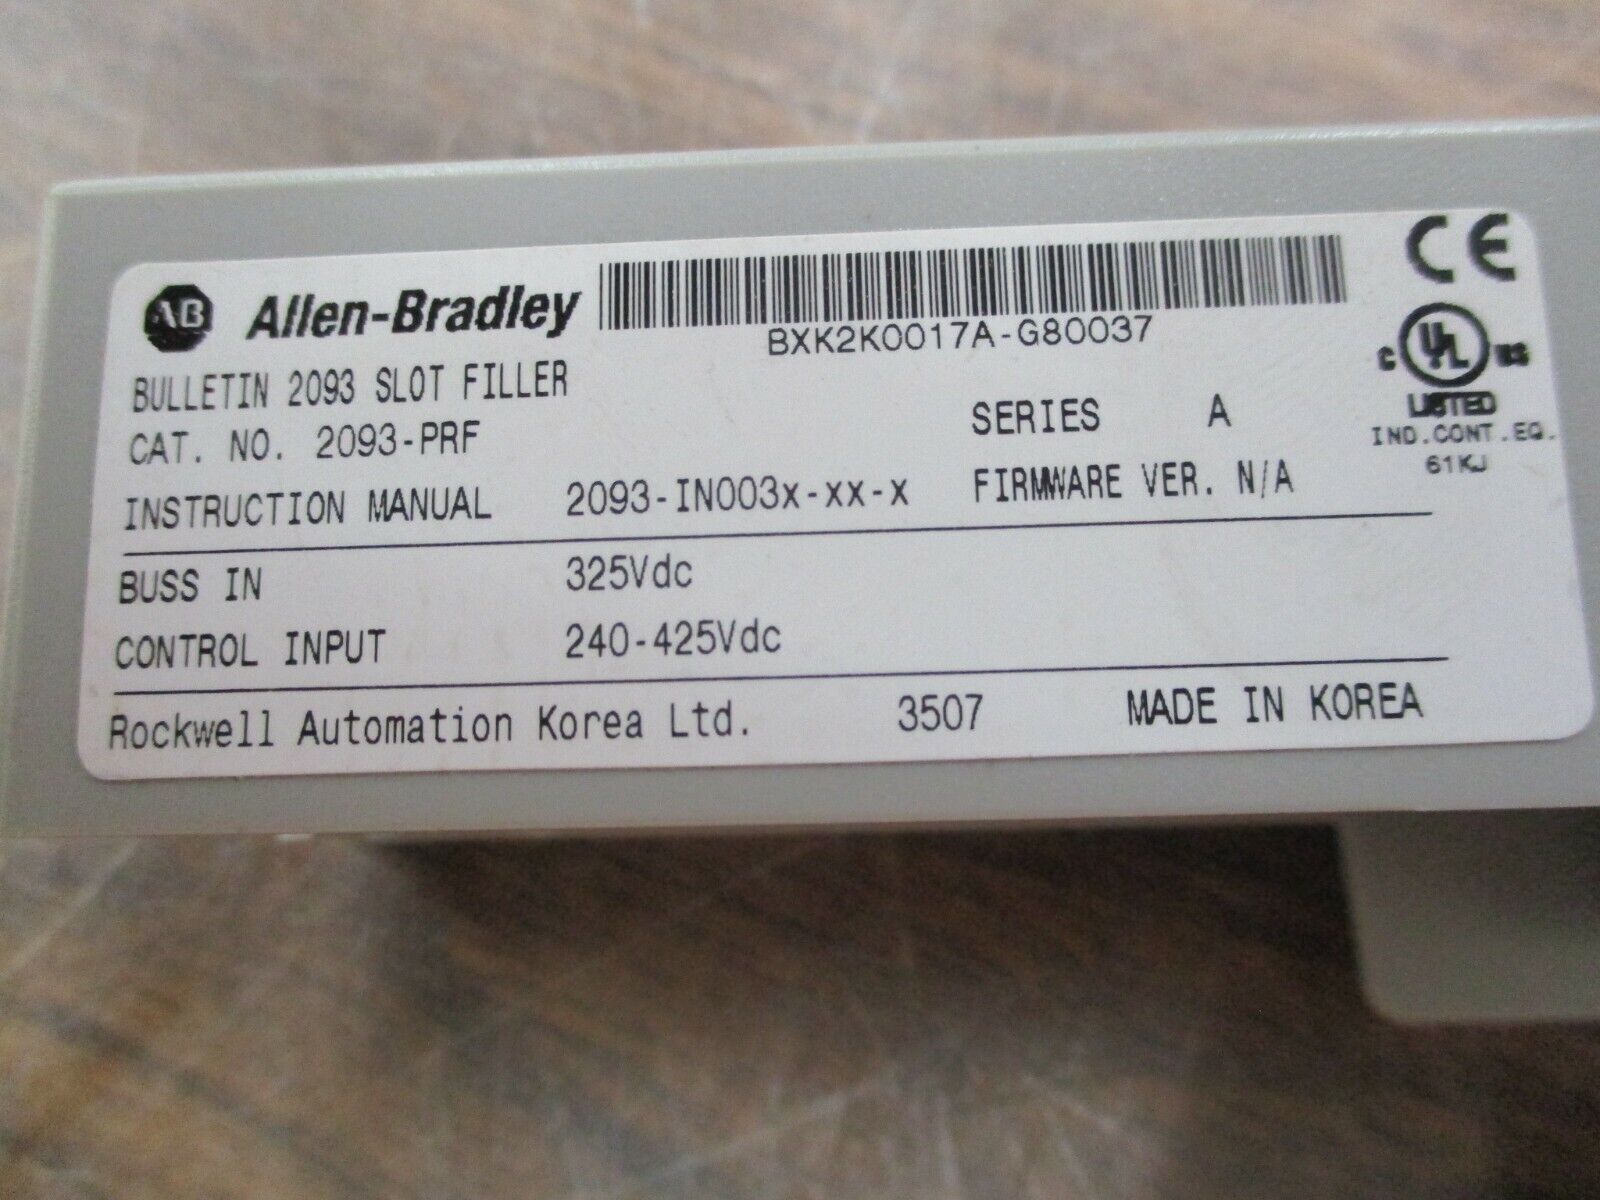 AB Allen-Bradley
BXK2K0017A-G80037
CE
BULLETIN 2093 SLOT FILLER
CAT. NO. 2093-PRF
SERIES A
C UL US
LISTED
IND.CONT.EQ.
61KJ
INSTRUCTION MANUAL 2093-IN003x-xx-x FIRMWARE VER. N/A
BUSS IN 325Vdc
CONTROL INPUT 240-425Vdc
Rockwell Automation Korea Ltd. 3507 MADE IN KOREA